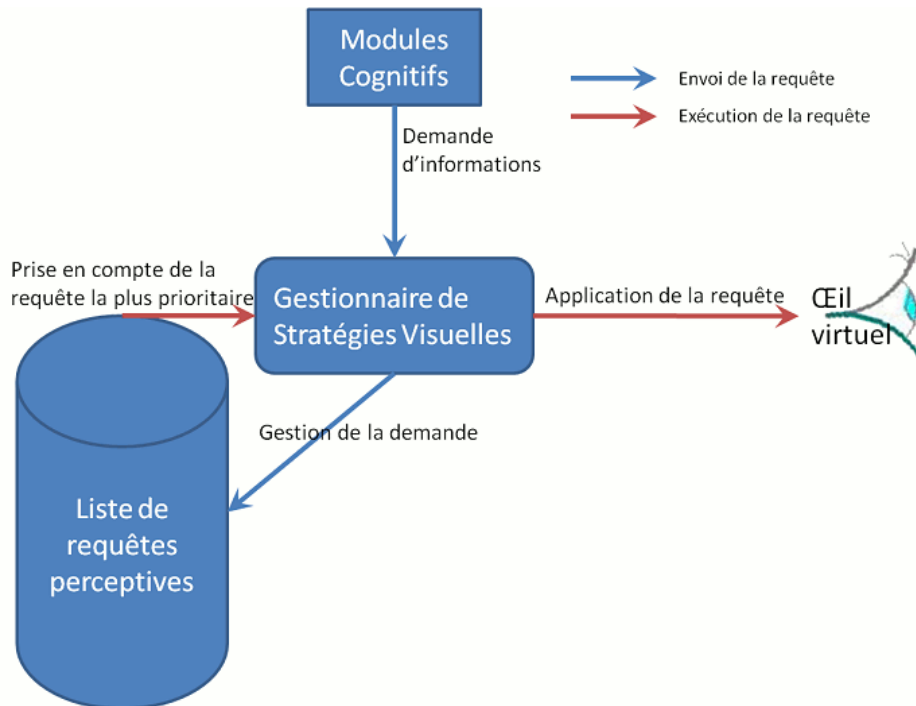 Modules
Cognitifs
Envoi de la requête
Exécution de la requête
Demande
d'informations
Prise en compte de la
requête la plus prioritaire
Gestionnaire de
Stratégies Visuelles
Application de la requête
Œil
virtuel
Gestion de la demande
Liste de
requêtes
perceptives